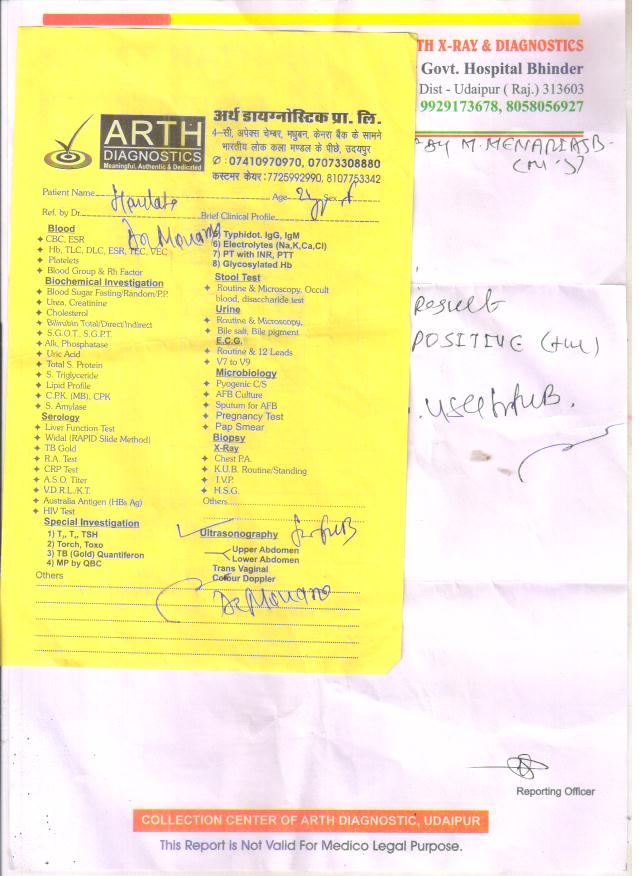 TH X-RAY & DIAGNOSTICS
Govt. Hospital Bhinder
Dist - Udaipur ( Raj.) 313603
9929173678, 8058056927
BY M. MENARIA
अर्थ डायग्नोस्टिक प्रा. लि.
ARTH
DIAGNOSTICS
Meaningful, Authentic & Dedicated
4-सी, अपेक्स चेम्बर, मधुबन, केनरा बैंक के सामने
भारतीय लोक कला मण्डल के पीछे, उदयपुर
✆ : 07410970970, 07073308880
कस्टमर केयर : 7725992990, 8107753342
Patient Name
Age Sex
Ref. by Dr. Brief Clinical Profile
Blood
CBC, ESR
Hb, TLC, DLC, ESR, TEC, VEC
Platelets
Blood Group & Rh Factor
Biochemical Investigation
Blood Sugar Fasting/Random/P.P.
Urea, Creatinine
Cholesterol
Bilirubin Total/Direct/Indirect
S.G.O.T., S.G.P.T.
Alk, Phosphatase
Uric Acid
Total S. Protein
S. Triglyceride
Lipid Profile
C.P.K. (MB), CPK
S. Amylase
Serology
Liver Function Test
Widal (RAPID Slide Method)
TB Gold
R.A. Test
CRP Test
A.S.O. Titer
V.D.R.L./K.T.
Australia Antigen (HBs Ag)
HIV Test
Special Investigation
1) T₃, T₄, TSH
2) Torch, Toxo
3) TB (Gold) Quantiferon
4) MP by QBC
Others
5) Typhidot. IgG, IgM
6) Electrolytes (Na,K,Ca,Cl)
7) PT with INR, PTT
8) Glycosylated Hb
Stool Test
Routine & Microscopy, Occult
blood, disaccharide test
Urine
Routine & Microscopy,
Bile salt, Bile pigment
E.C.G.
Routine & 12 Leads
V7 to V9
Microbiology
Pyogenic C/S
AFB Culture
Sputum for AFB
Pregnancy Test
Pap Smear
Biopsy
X-Ray
Chest P.A.
K.U.B. Routine/Standing
I.V.P.
H.S.G.
Others
Ultrasonography
Upper Abdomen
Lower Abdomen
Trans Vaginal
Colour Doppler
Result
POSITIVE
Reporting Officer
COLLECTION CENTER OF ARTH DIAGNOSTIC, UDAIPUR
This Report is Not Valid For Medico Legal Purpose.